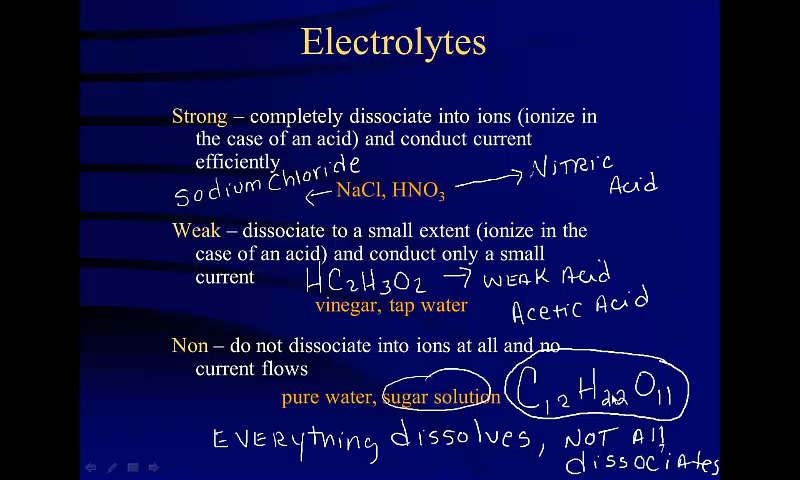 Electrolytes
Strong – completely dissociate into ions (ionize in
the case of an acid) and conduct current
efficiently
Sodium Chloride ← NaCl, HNO3 → Nitric
Acid
Weak – dissociate to a small extent (ionize in the
case of an acid) and conduct only a small
current HC2H3O2 → WEAK Acid
vinegar, tap water Acetic Acid
Non – do not dissociate into ions at all and no
current flows
pure water, sugar solution C12H22O11
EVERything dissolves, NOT All
dissociates